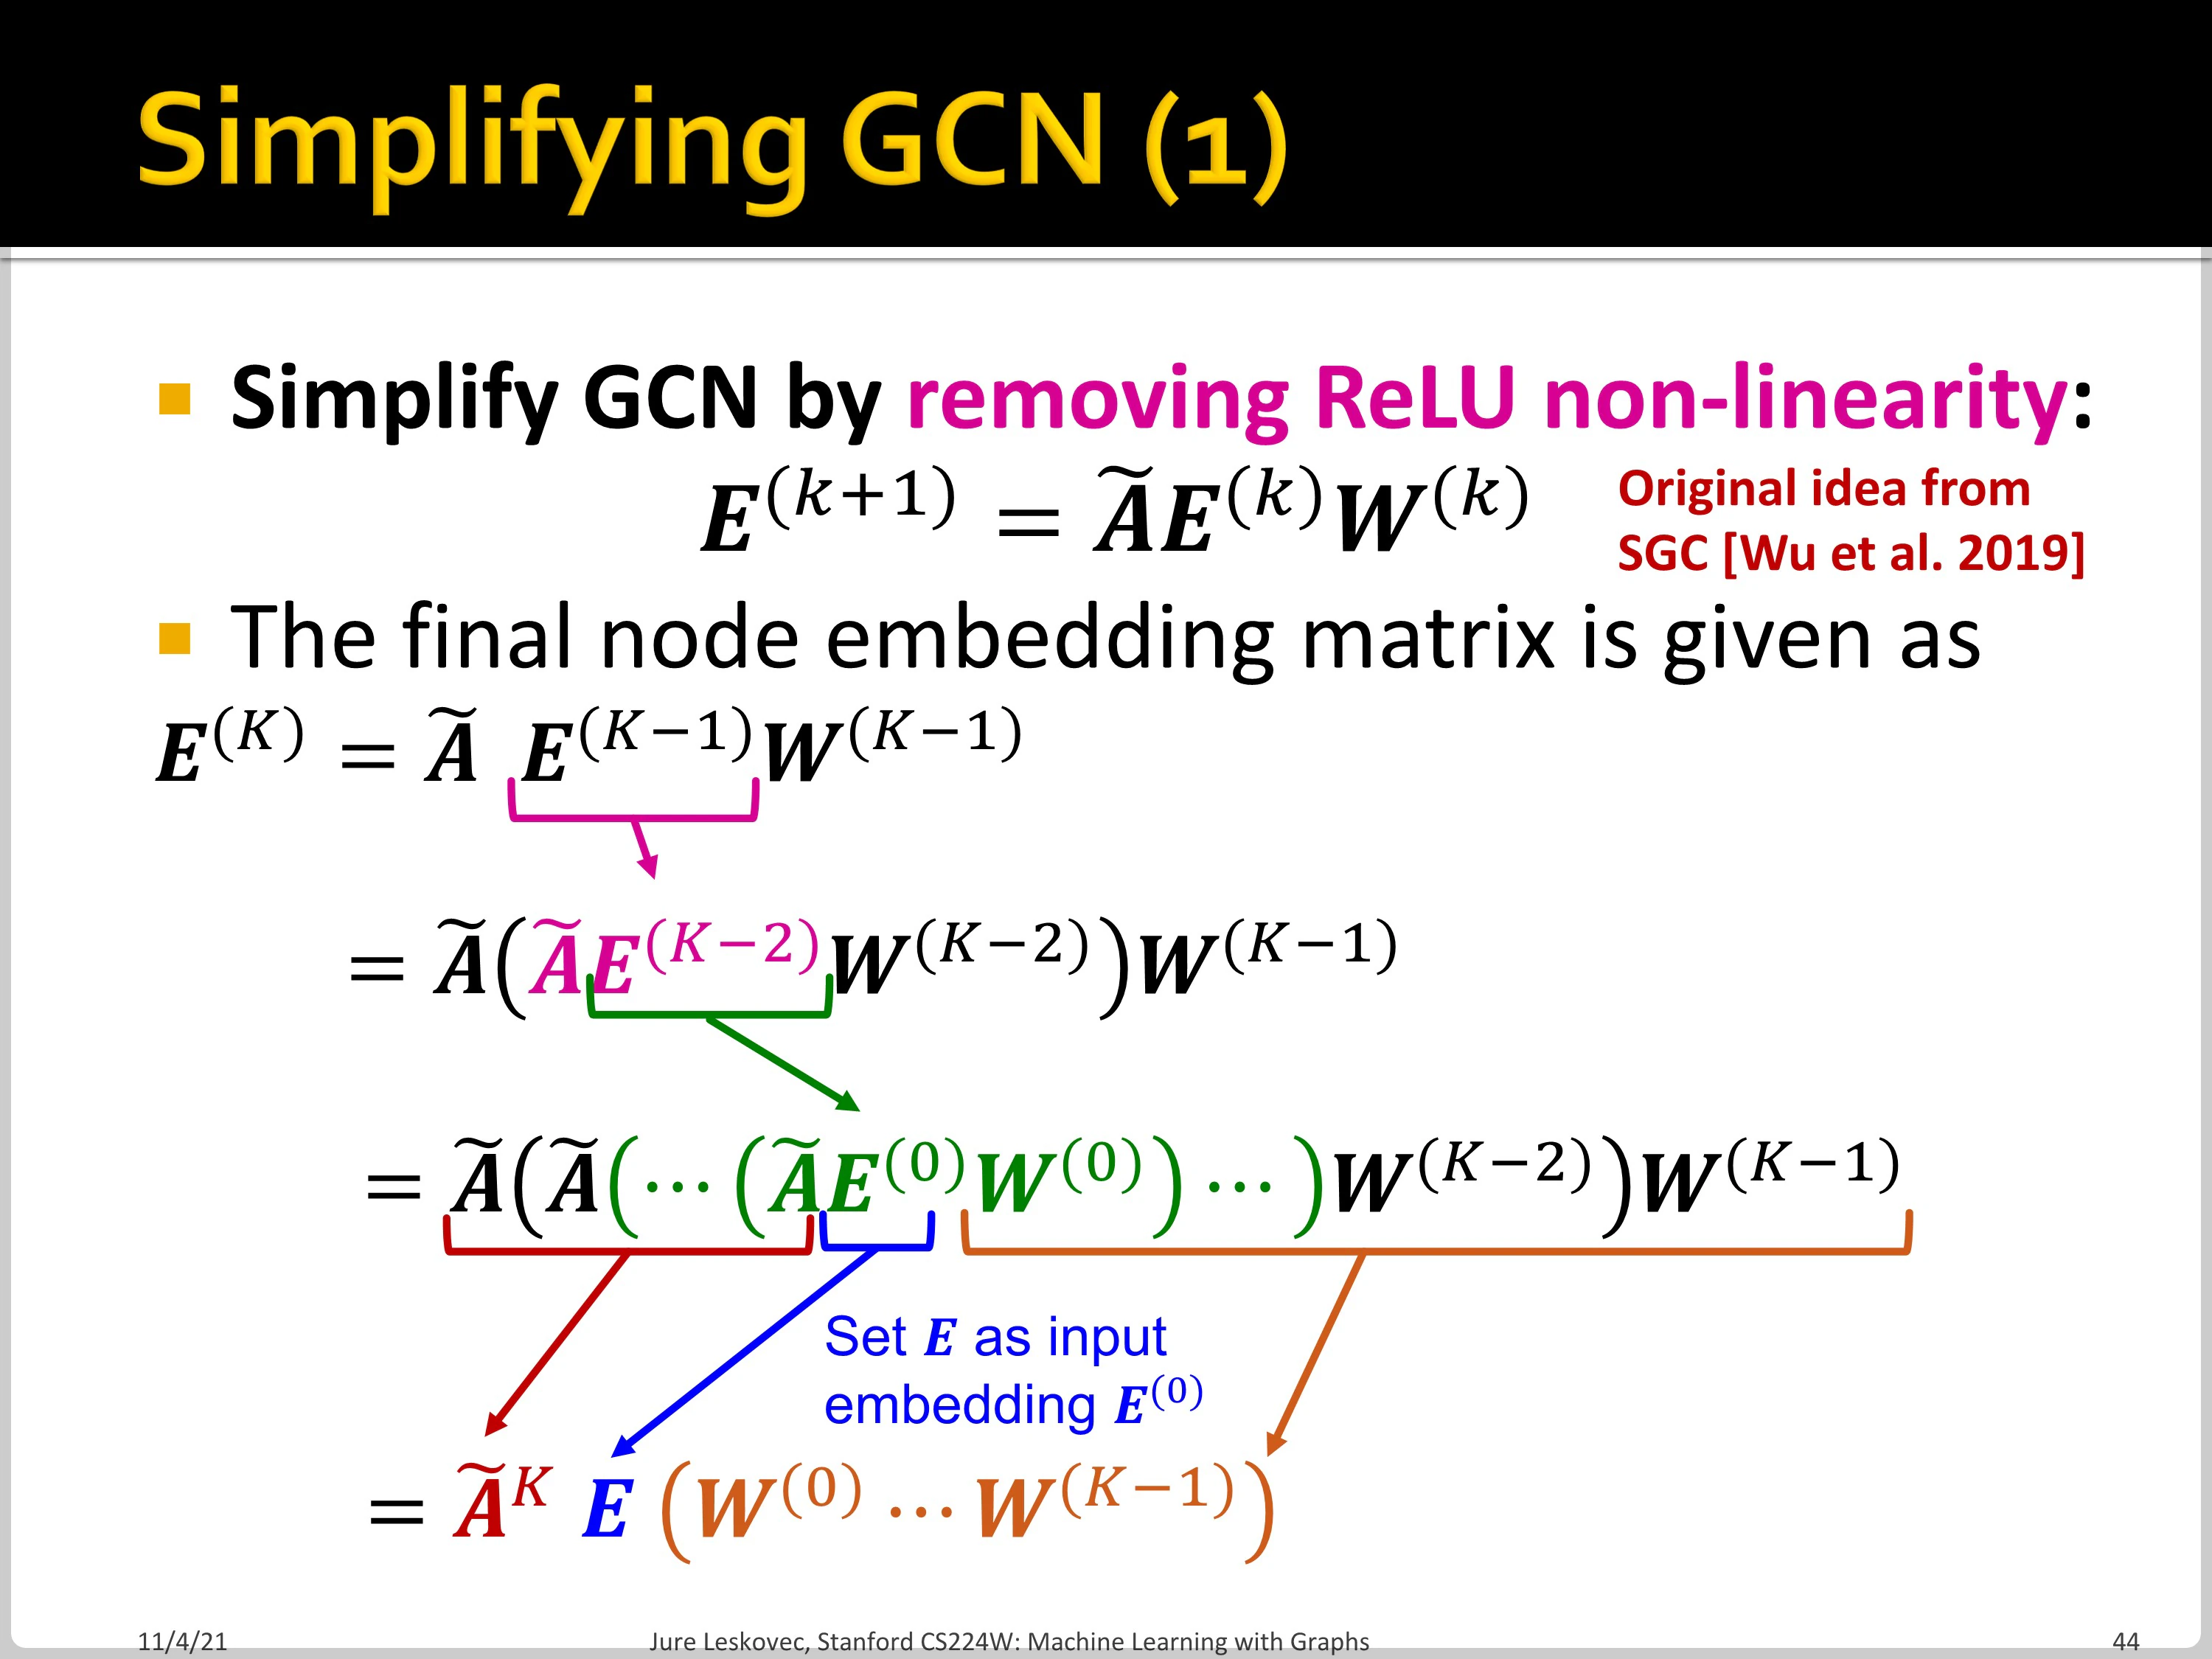 Simplifying GCN (1)
▪ Simplify GCN by removing ReLU non-linearity:
𝑬^(𝑘+1) = 𝑨̃𝑬^(𝑘)𝑾^(𝑘)
Original idea from
SGC [Wu et al. 2019]
▪ The final node embedding matrix is given as
𝑬^(𝐾) = 𝑨̃ 𝑬^(𝐾−1)𝑾^(𝐾−1)
= 𝑨̃(𝑨̃𝑬^(𝐾−2)𝑾^(𝐾−2))𝑾^(𝐾−1)
= 𝑨̃(𝑨̃(⋯(𝑨̃𝑬^(0)𝑾^(0))⋯)𝑾^(𝐾−2))𝑾^(𝐾−1)
Set 𝑬 as input
embedding 𝑬^(0)
= 𝑨̃^𝐾 𝑬 (𝑾^(0) ⋯ 𝑾^(𝐾−1))
11/4/21
Jure Leskovec, Stanford CS224W: Machine Learning with Graphs
44